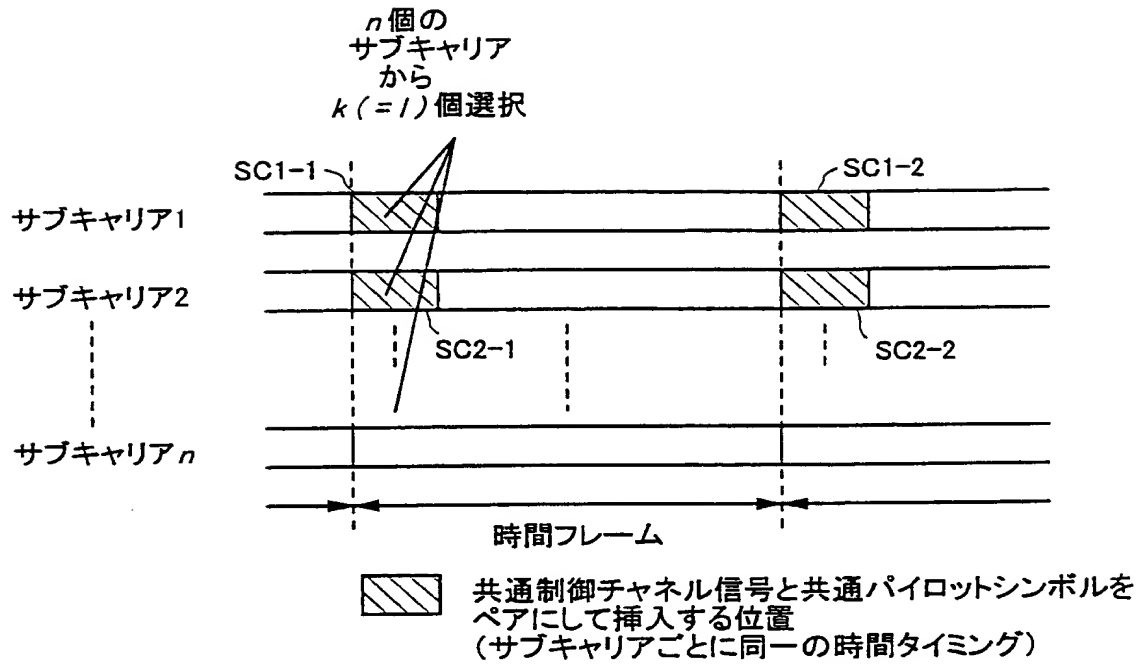 n個の
サブキャリア
から
k(=1)個選択
SC1-1
SC1-2
サブキャリア1
サブキャリア2
SC2-1
SC2-2
サブキャリアn
時間フレーム
共通制御チャネル信号と共通パイロットシンボルを
ペアにして挿入する位置
(サブキャリアごとに同一の時間タイミング)